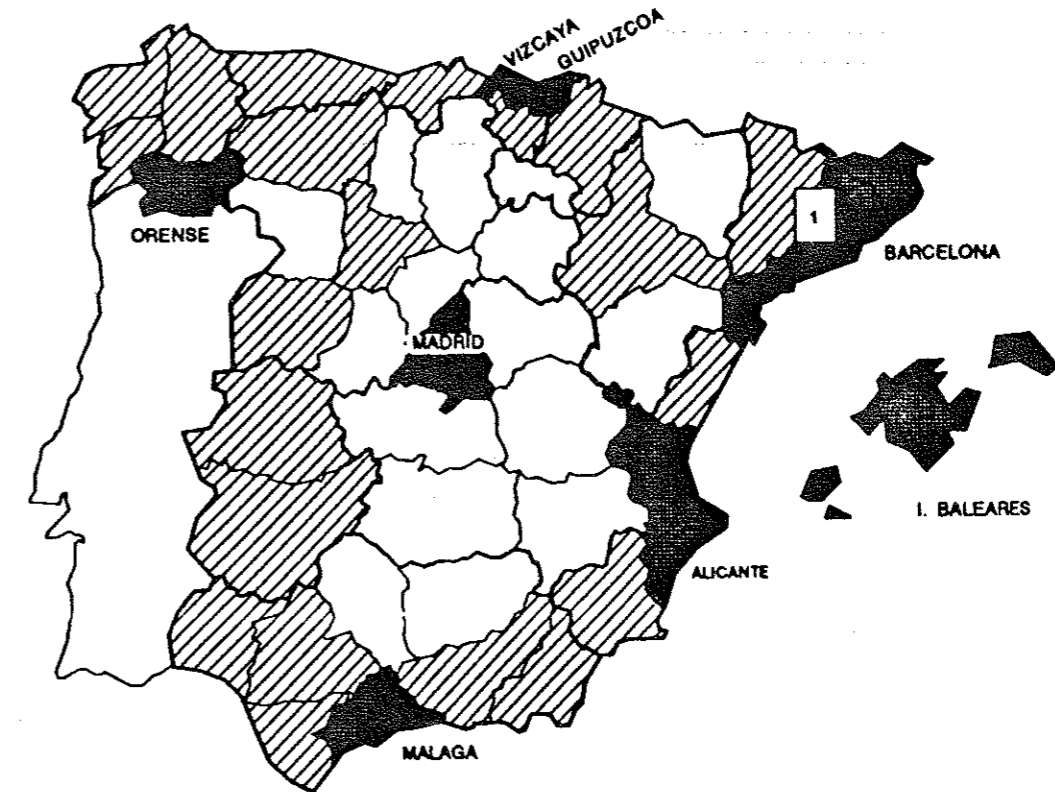 VIZCAYA
GUIPUZCOA
ORENSE
1
BARCELONA
MADRID
I. BALEARES
ALICANTE
MALAGA